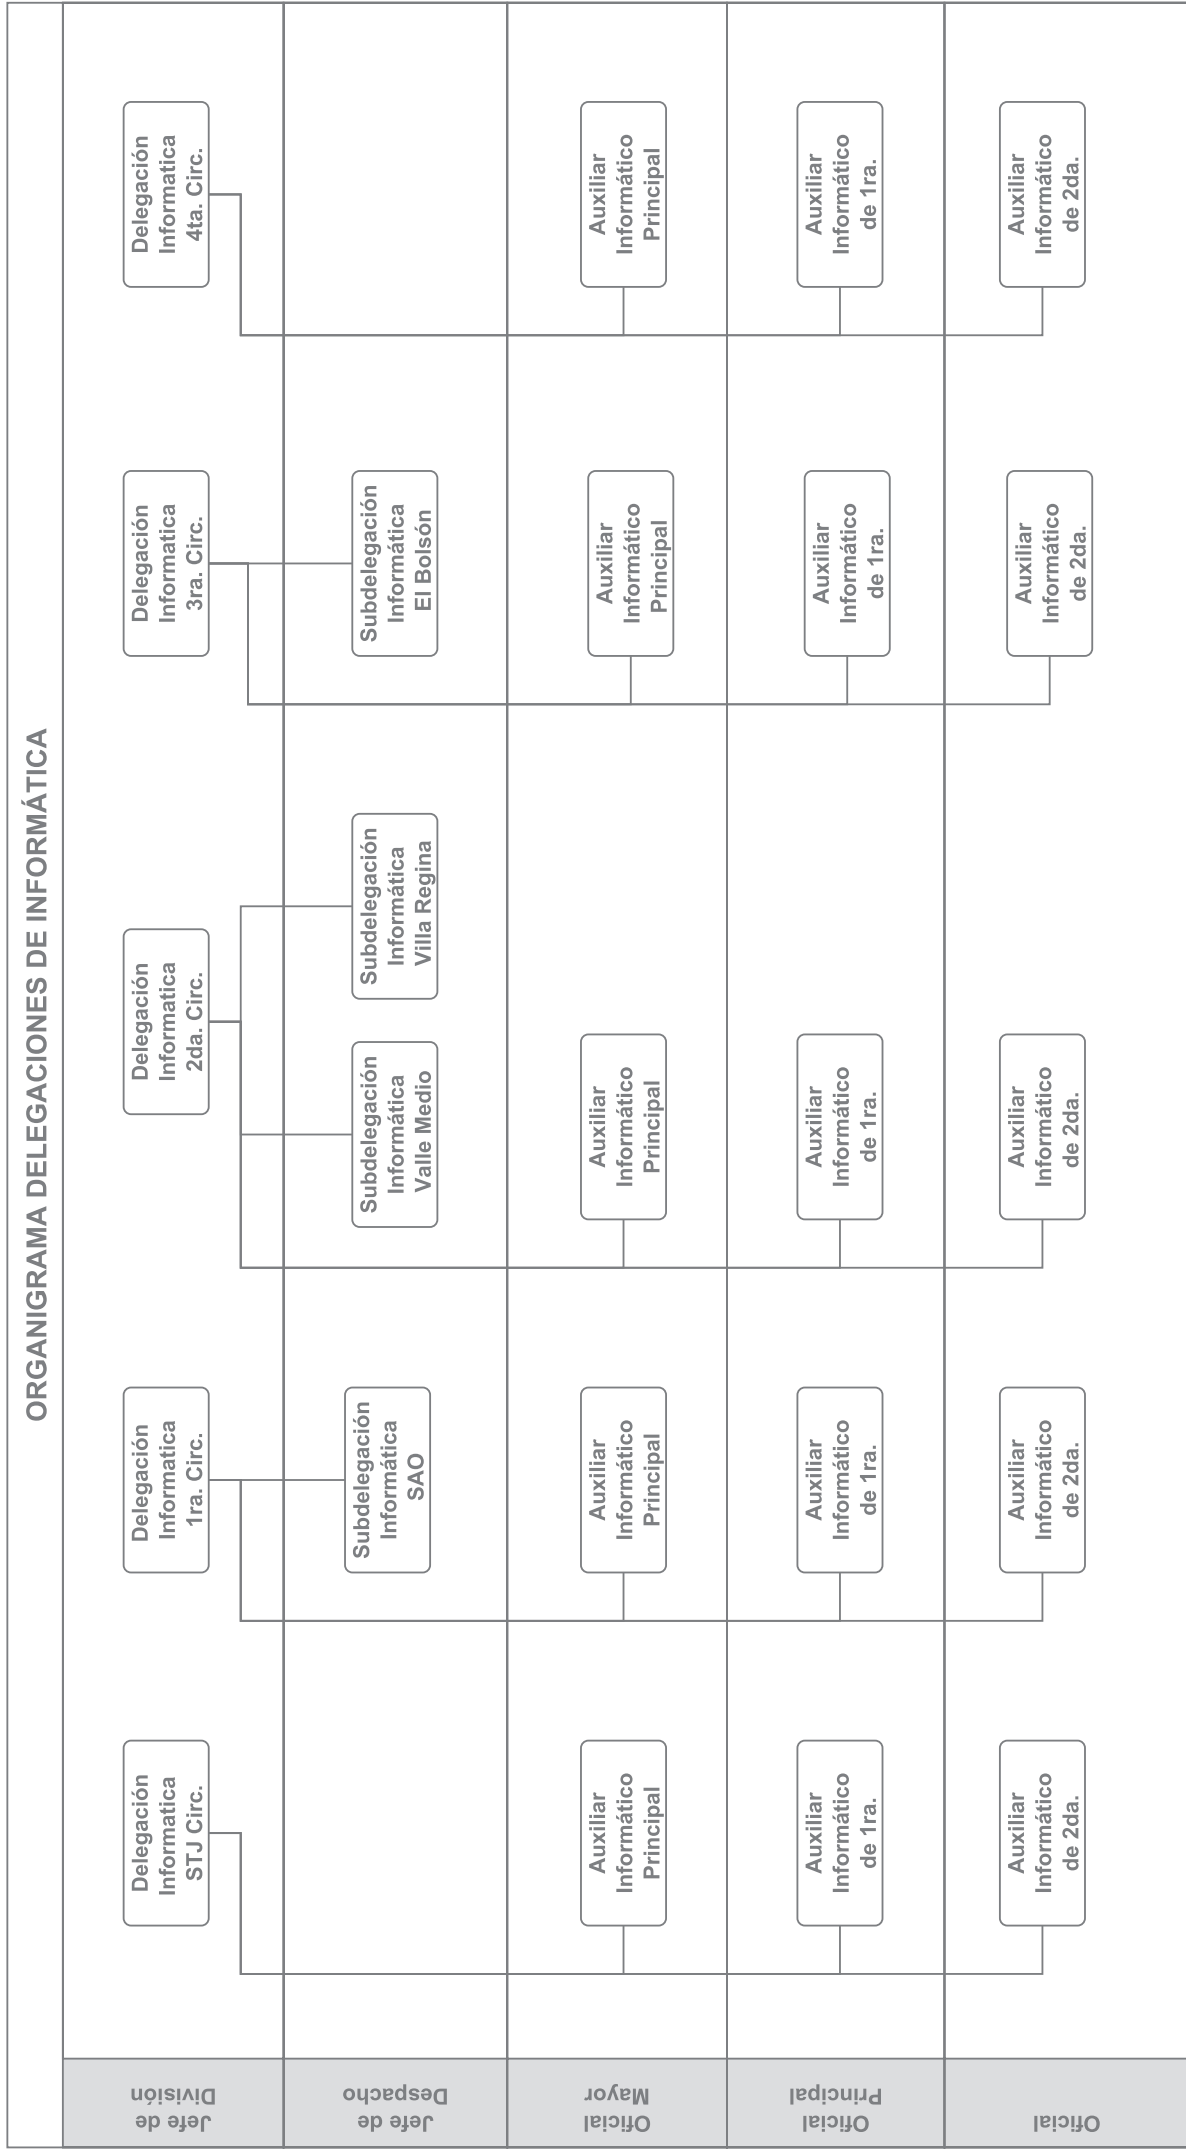 ORGANIGRAMA DELEGACIONES DE INFORMÁTICA
Jefe de
División
Delegación
Informatica
STJ Circ.
Delegación
Informatica
1ra. Circ.
Delegación
Informatica
2da. Circ.
Delegación
Informatica
3ra. Circ.
Delegación
Informatica
4ta. Circ.
Jefe de
Despacho
Subdelegación
Informática
SAO
Subdelegación
Informática
Valle Medio
Subdelegación
Informática
Villa Regina
Subdelegación
Informática
El Bolsón
Oficial
Mayor
Auxiliar
Informático
Principal
Auxiliar
Informático
Principal
Auxiliar
Informático
Principal
Auxiliar
Informático
Principal
Auxiliar
Informático
Principal
Oficial
Principal
Auxiliar
Informático
de 1ra.
Auxiliar
Informático
de 1ra.
Auxiliar
Informático
de 1ra.
Auxiliar
Informático
de 1ra.
Auxiliar
Informático
de 1ra.
Oficial
Auxiliar
Informático
de 2da.
Auxiliar
Informático
de 2da.
Auxiliar
Informático
de 2da.
Auxiliar
Informático
de 2da.
Auxiliar
Informático
de 2da.